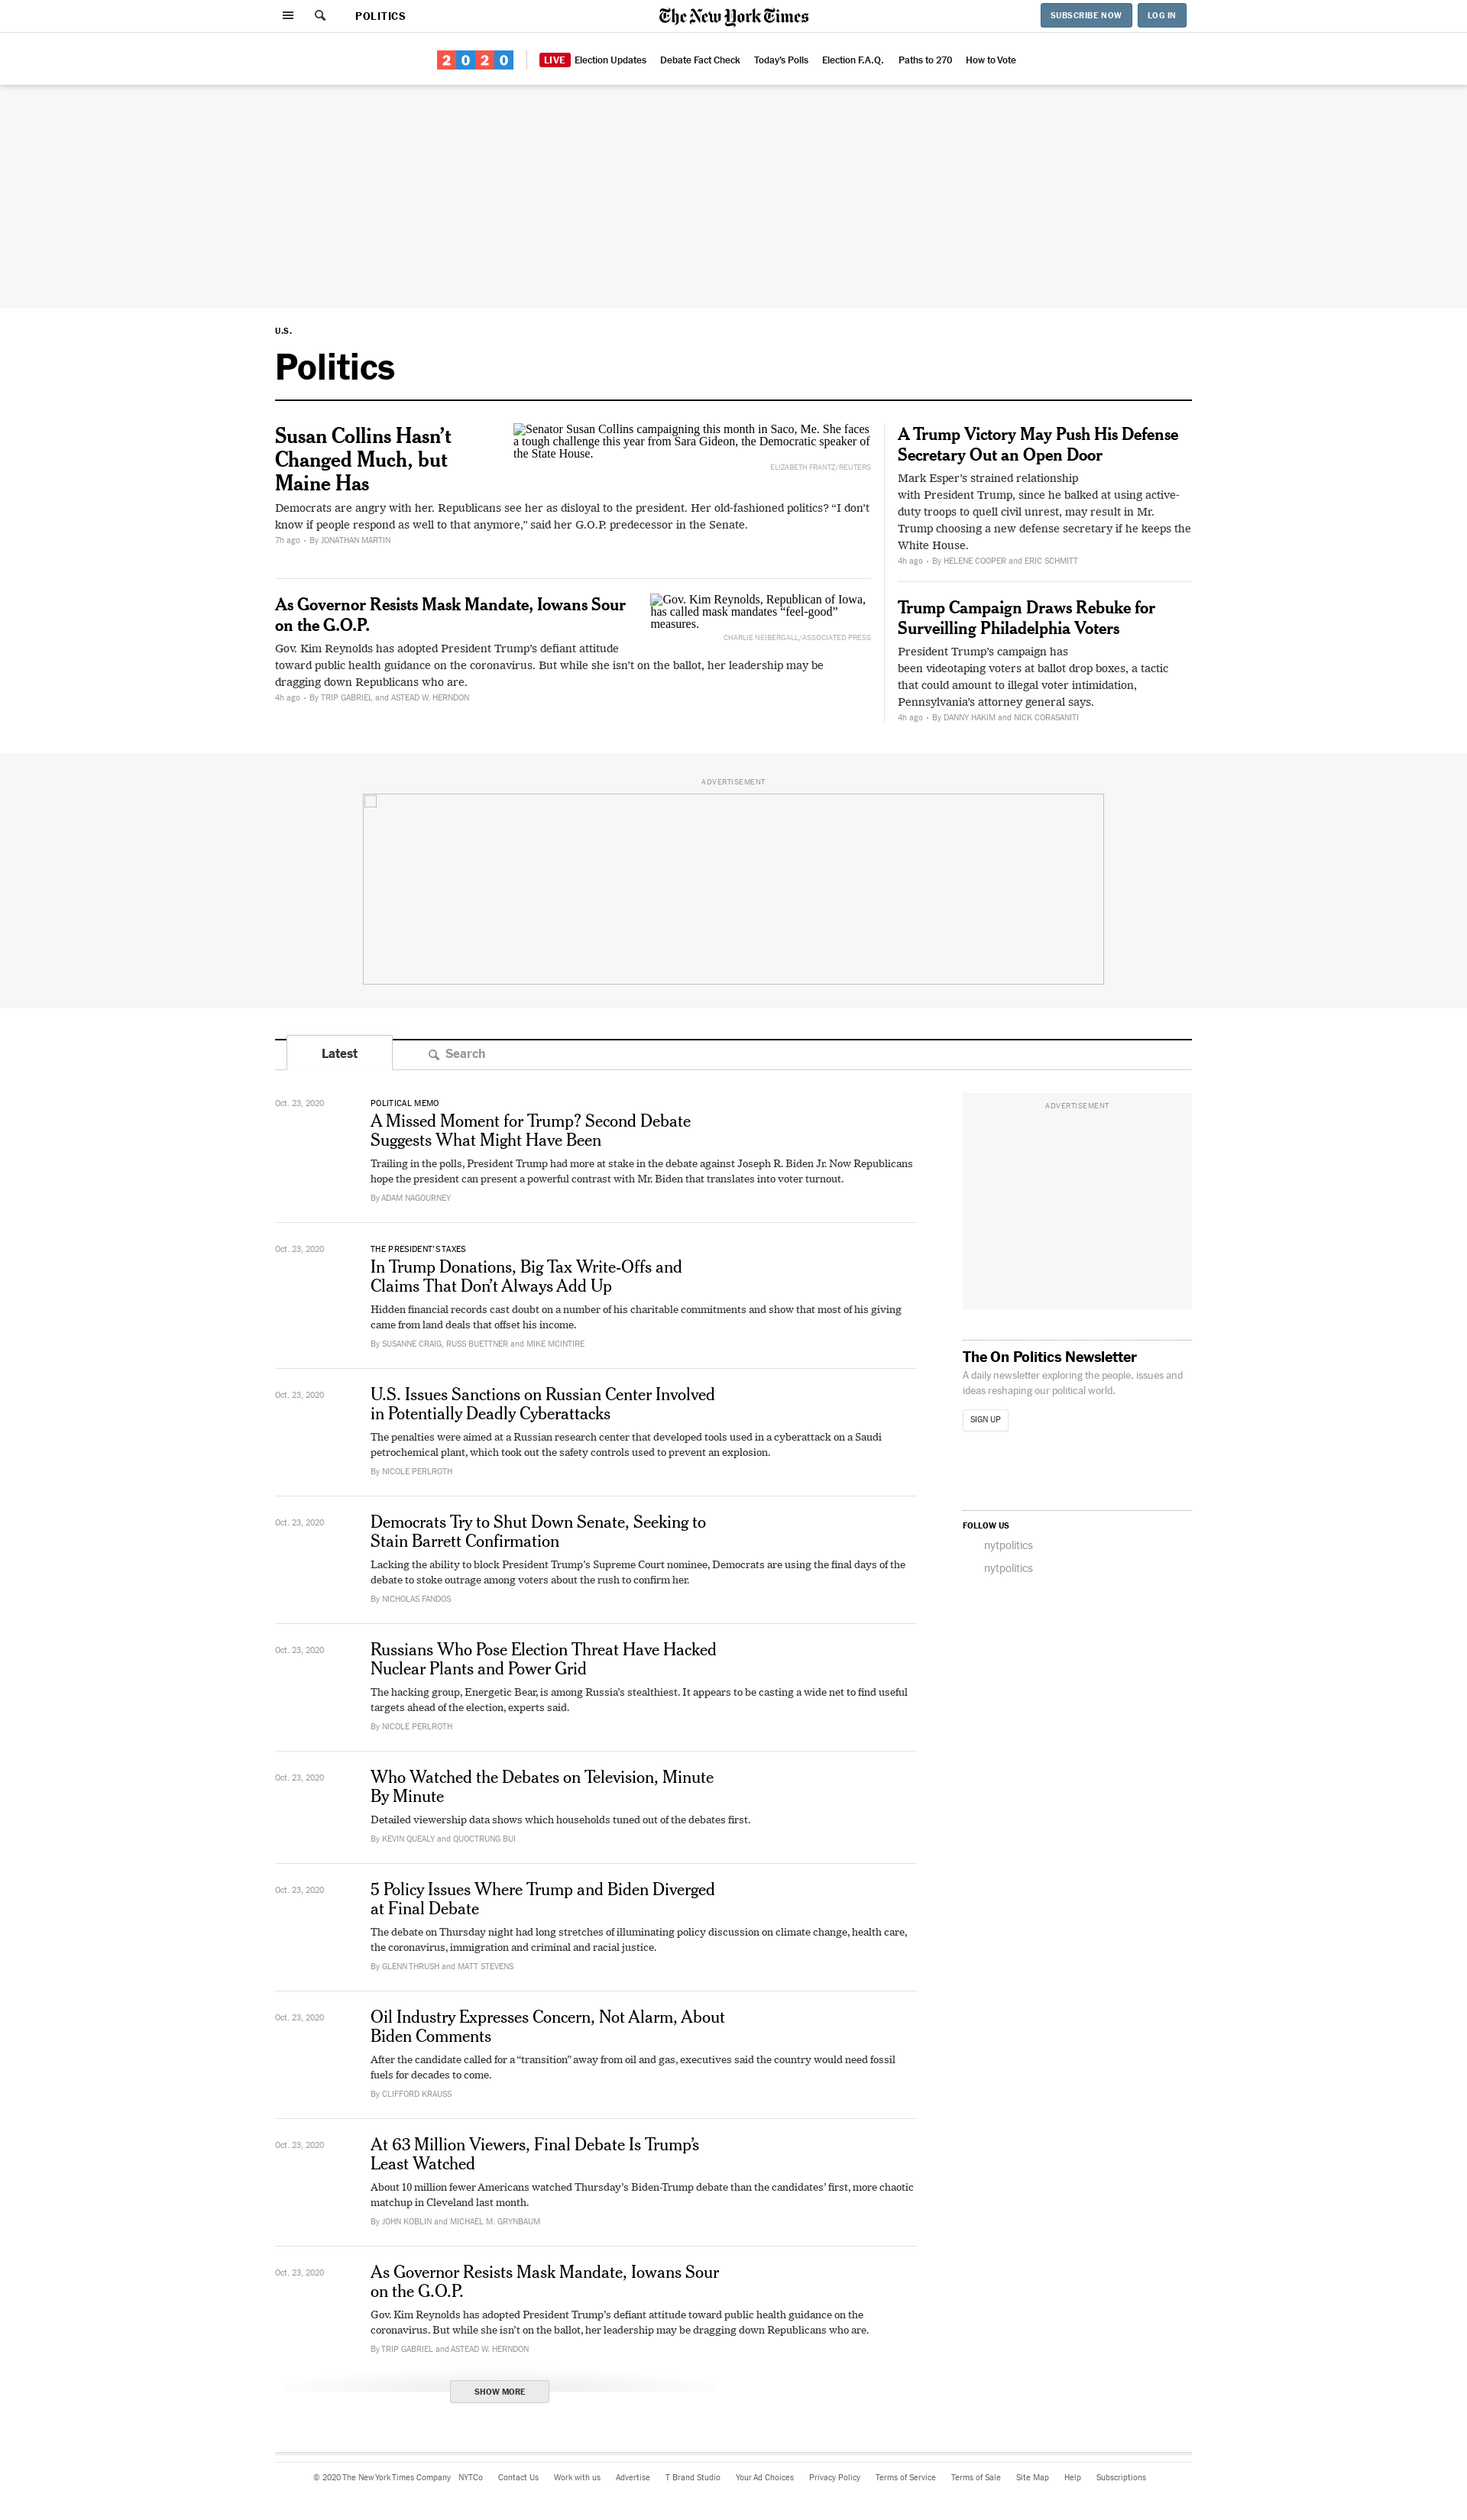 POLITICS
The New York Times
SUBSCRIBE NOW
LOG IN
2020
LIVE Election Updates
Debate Fact Check
Today's Polls
Election F.A.Q.
Paths to 270
How to Vote
U.S.
Politics
Susan Collins Hasn’t
Changed Much, but
Maine Has
Senator Susan Collins campaigning this month in Saco, Me. She faces
a tough challenge this year from Sara Gideon, the Democratic speaker of
the State House.
ELIZABETH FRANTZ/REUTERS
Democrats are angry with her. Republicans see her as disloyal to the president. Her old-fashioned politics? “I don’t
know if people respond as well to that anymore,” said her G.O.P. predecessor in the Senate.
7h ago • By JONATHAN MARTIN
As Governor Resists Mask Mandate, Iowans Sour
on the G.O.P.
Gov. Kim Reynolds, Republican of Iowa,
has called mask mandates “feel-good”
measures.
CHARLIE NEIBERGALL/ASSOCIATED PRESS
Gov. Kim Reynolds has adopted President Trump’s defiant attitude
toward public health guidance on the coronavirus. But while she isn’t on the ballot, her leadership may be
dragging down Republicans who are.
4h ago • By TRIP GABRIEL and ASTEAD W. HERNDON
A Trump Victory May Push His Defense
Secretary Out an Open Door
Mark Esper’s strained relationship
with President Trump, since he balked at using active-
duty troops to quell civil unrest, may result in Mr.
Trump choosing a new defense secretary if he keeps the
White House.
4h ago • By HELENE COOPER and ERIC SCHMITT
Trump Campaign Draws Rebuke for
Surveilling Philadelphia Voters
President Trump’s campaign has
been videotaping voters at ballot drop boxes, a tactic
that could amount to illegal voter intimidation,
Pennsylvania’s attorney general says.
4h ago • By DANNY HAKIM and NICK CORASANITI
ADVERTISEMENT
Latest
Search
Oct. 23, 2020
POLITICAL MEMO
A Missed Moment for Trump? Second Debate
Suggests What Might Have Been
Trailing in the polls, President Trump had more at stake in the debate against Joseph R. Biden Jr. Now Republicans
hope the president can present a powerful contrast with Mr. Biden that translates into voter turnout.
By ADAM NAGOURNEY
Oct. 23, 2020
THE PRESIDENT’S TAXES
In Trump Donations, Big Tax Write-Offs and
Claims That Don’t Always Add Up
Hidden financial records cast doubt on a number of his charitable commitments and show that most of his giving
came from land deals that offset his income.
By SUSANNE CRAIG, RUSS BUETTNER and MIKE MCINTIRE
Oct. 23, 2020
U.S. Issues Sanctions on Russian Center Involved
in Potentially Deadly Cyberattacks
The penalties were aimed at a Russian research center that developed tools used in a cyberattack on a Saudi
petrochemical plant, which took out the safety controls used to prevent an explosion.
By NICOLE PERLROTH
Oct. 23, 2020
Democrats Try to Shut Down Senate, Seeking to
Stain Barrett Confirmation
Lacking the ability to block President Trump’s Supreme Court nominee, Democrats are using the final days of the
debate to stoke outrage among voters about the rush to confirm her.
By NICHOLAS FANDOS
Oct. 23, 2020
Russians Who Pose Election Threat Have Hacked
Nuclear Plants and Power Grid
The hacking group, Energetic Bear, is among Russia’s stealthiest. It appears to be casting a wide net to find useful
targets ahead of the election, experts said.
By NICOLE PERLROTH
Oct. 23, 2020
Who Watched the Debates on Television, Minute
By Minute
Detailed viewership data shows which households tuned out of the debates first.
By KEVIN QUEALY and QUOCTRUNG BUI
Oct. 23, 2020
5 Policy Issues Where Trump and Biden Diverged
at Final Debate
The debate on Thursday night had long stretches of illuminating policy discussion on climate change, health care,
the coronavirus, immigration and criminal and racial justice.
By GLENN THRUSH and MATT STEVENS
Oct. 23, 2020
Oil Industry Expresses Concern, Not Alarm, About
Biden Comments
After the candidate called for a “transition” away from oil and gas, executives said the country would need fossil
fuels for decades to come.
By CLIFFORD KRAUSS
Oct. 23, 2020
At 63 Million Viewers, Final Debate Is Trump’s
Least Watched
About 10 million fewer Americans watched Thursday’s Biden-Trump debate than the candidates’ first, more chaotic
matchup in Cleveland last month.
By JOHN KOBLIN and MICHAEL M. GRYNBAUM
Oct. 23, 2020
As Governor Resists Mask Mandate, Iowans Sour
on the G.O.P.
Gov. Kim Reynolds has adopted President Trump’s defiant attitude toward public health guidance on the
coronavirus. But while she isn’t on the ballot, her leadership may be dragging down Republicans who are.
By TRIP GABRIEL and ASTEAD W. HERNDON
SHOW MORE
ADVERTISEMENT
The On Politics Newsletter
A daily newsletter exploring the people, issues and
ideas reshaping our political world.
SIGN UP
FOLLOW US
nytpolitics
nytpolitics
© 2020 The New York Times Company
NYTCo
Contact Us
Work with us
Advertise
T Brand Studio
Your Ad Choices
Privacy Policy
Terms of Service
Terms of Sale
Site Map
Help
Subscriptions